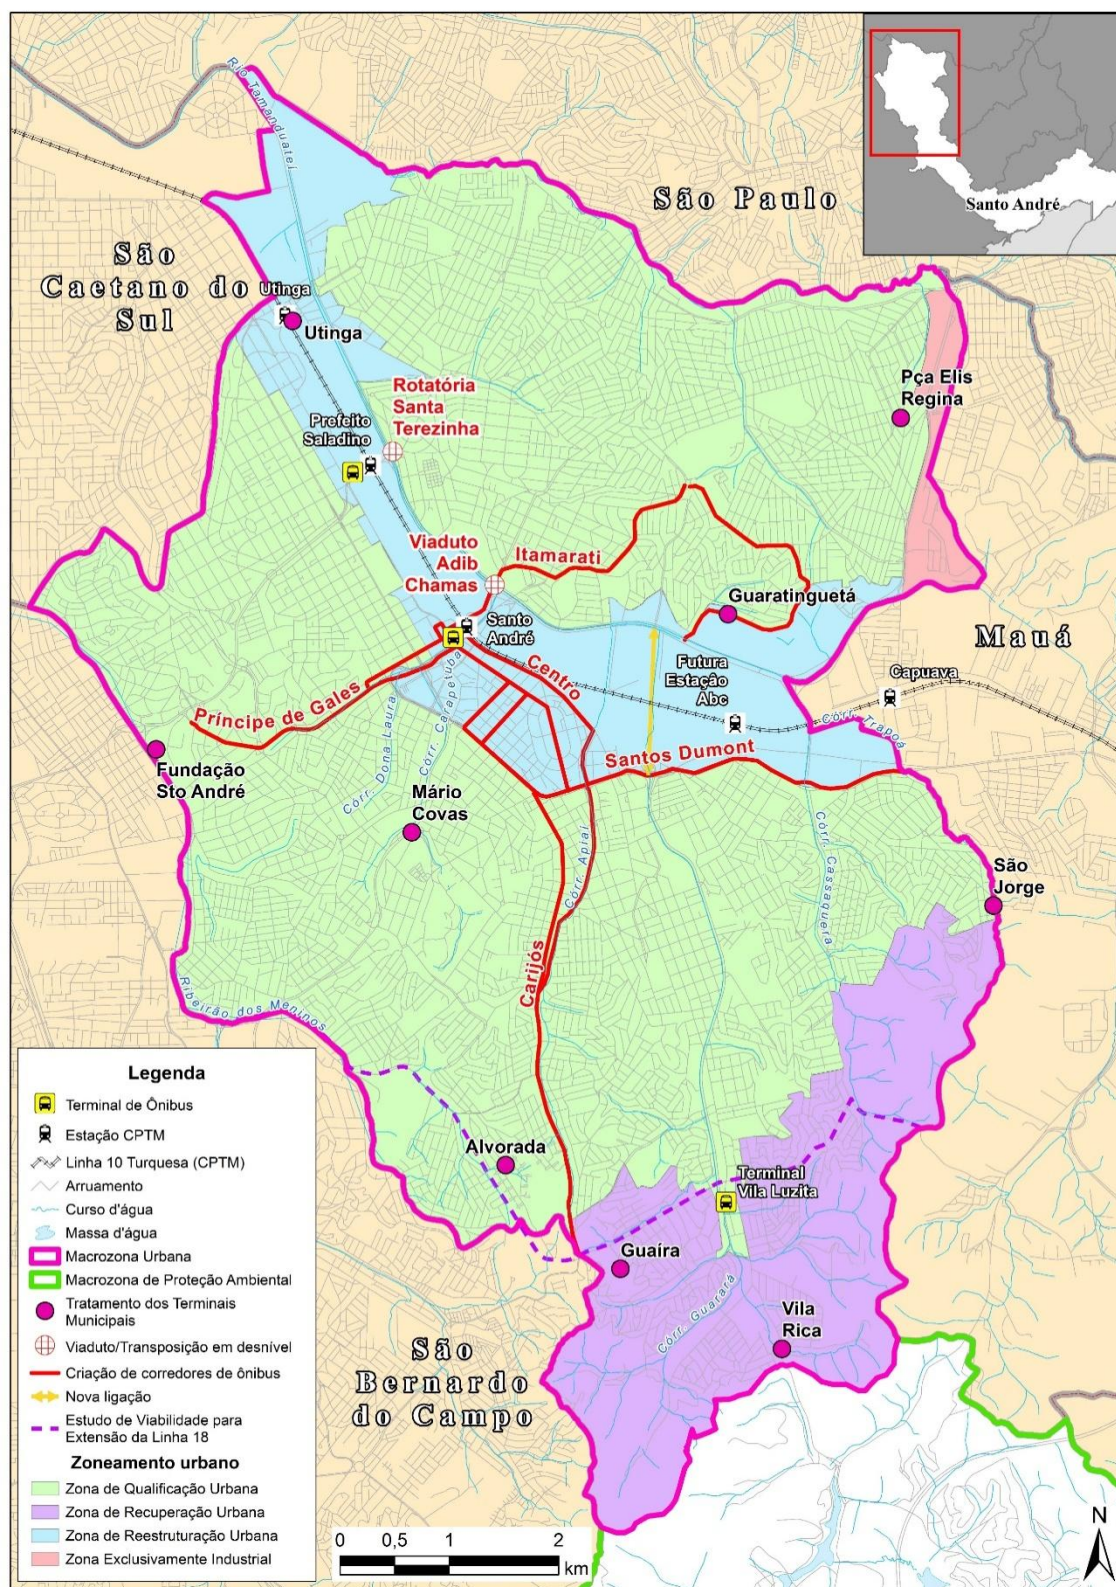 Rio Tamanduateí
São Paulo
Santo André
São
Caetano do
Sul
Utinga
Utinga
Pça Elis
Regina
Rotatória
Santa
Terezinha
Prefeito
Saladino
Viaduto
Adib
Chamas
Itamarati
Guaratinguetá
Santo
André
Mauá
Centro
Futura
Estação
Abc
Capuava
Príncipe de Gales
Córr. Carapetuba
Córr. Dona Laura
Córr. Trapoá
Santos Dumont
Fundação
Sto André
Mário
Covas
Córr. Apiaí
Córr. Cassaquera
São
Jorge
Carijós
Ribeirão dos Meninos
Alvorada
Terminal
Vila Luzita
Guaíra
Córr. Guarará
Vila
Rica
São
Bernardo
do Campo
Legenda
Terminal de Ônibus
Estação CPTM
Linha 10 Turquesa (CPTM)
Arruamento
Curso d'água
Massa d'água
Macrozona Urbana
Macrozona de Proteção Ambiental
Tratamento dos Terminais
Municipais
Viaduto/Transposição em desnível
Criação de corredores de ônibus
Nova ligação
Estudo de Viabilidade para
Extensão da Linha 18
Zoneamento urbano
Zona de Qualificação Urbana
Zona de Recuperação Urbana
Zona de Reestruturação Urbana
Zona Exclusivamente Industrial
0 0,5 1 2
km
N